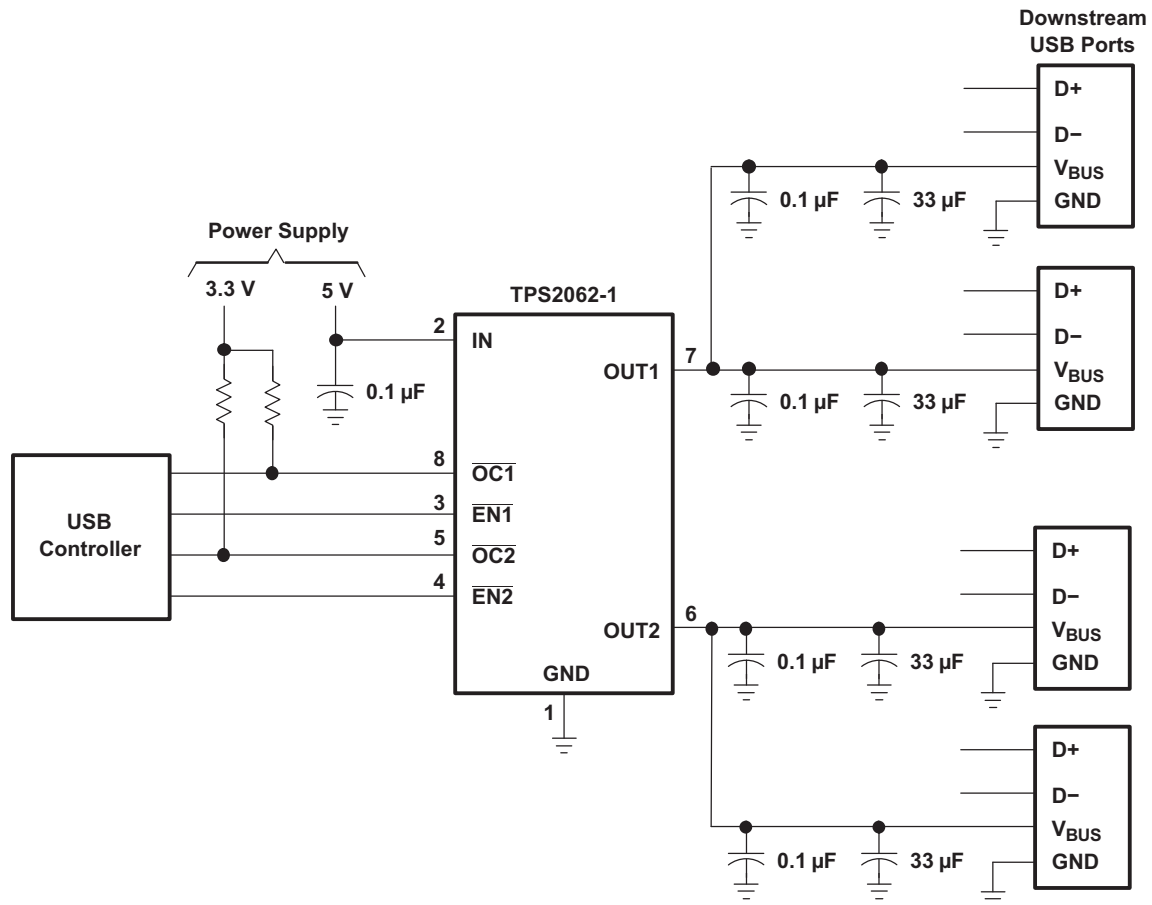 Downstream
USB Ports
D+
D−
VBUS
GND
0.1 µF
33 µF
Power Supply
3.3 V
5 V
0.1 µF
TPS2062-1
2
IN
7
OUT1
D+
D−
VBUS
GND
0.1 µF
33 µF
USB
Controller
8
OC1
3
EN1
5
OC2
4
EN2
6
OUT2
GND
1
D+
D−
VBUS
GND
0.1 µF
33 µF
D+
D−
VBUS
GND
0.1 µF
33 µF